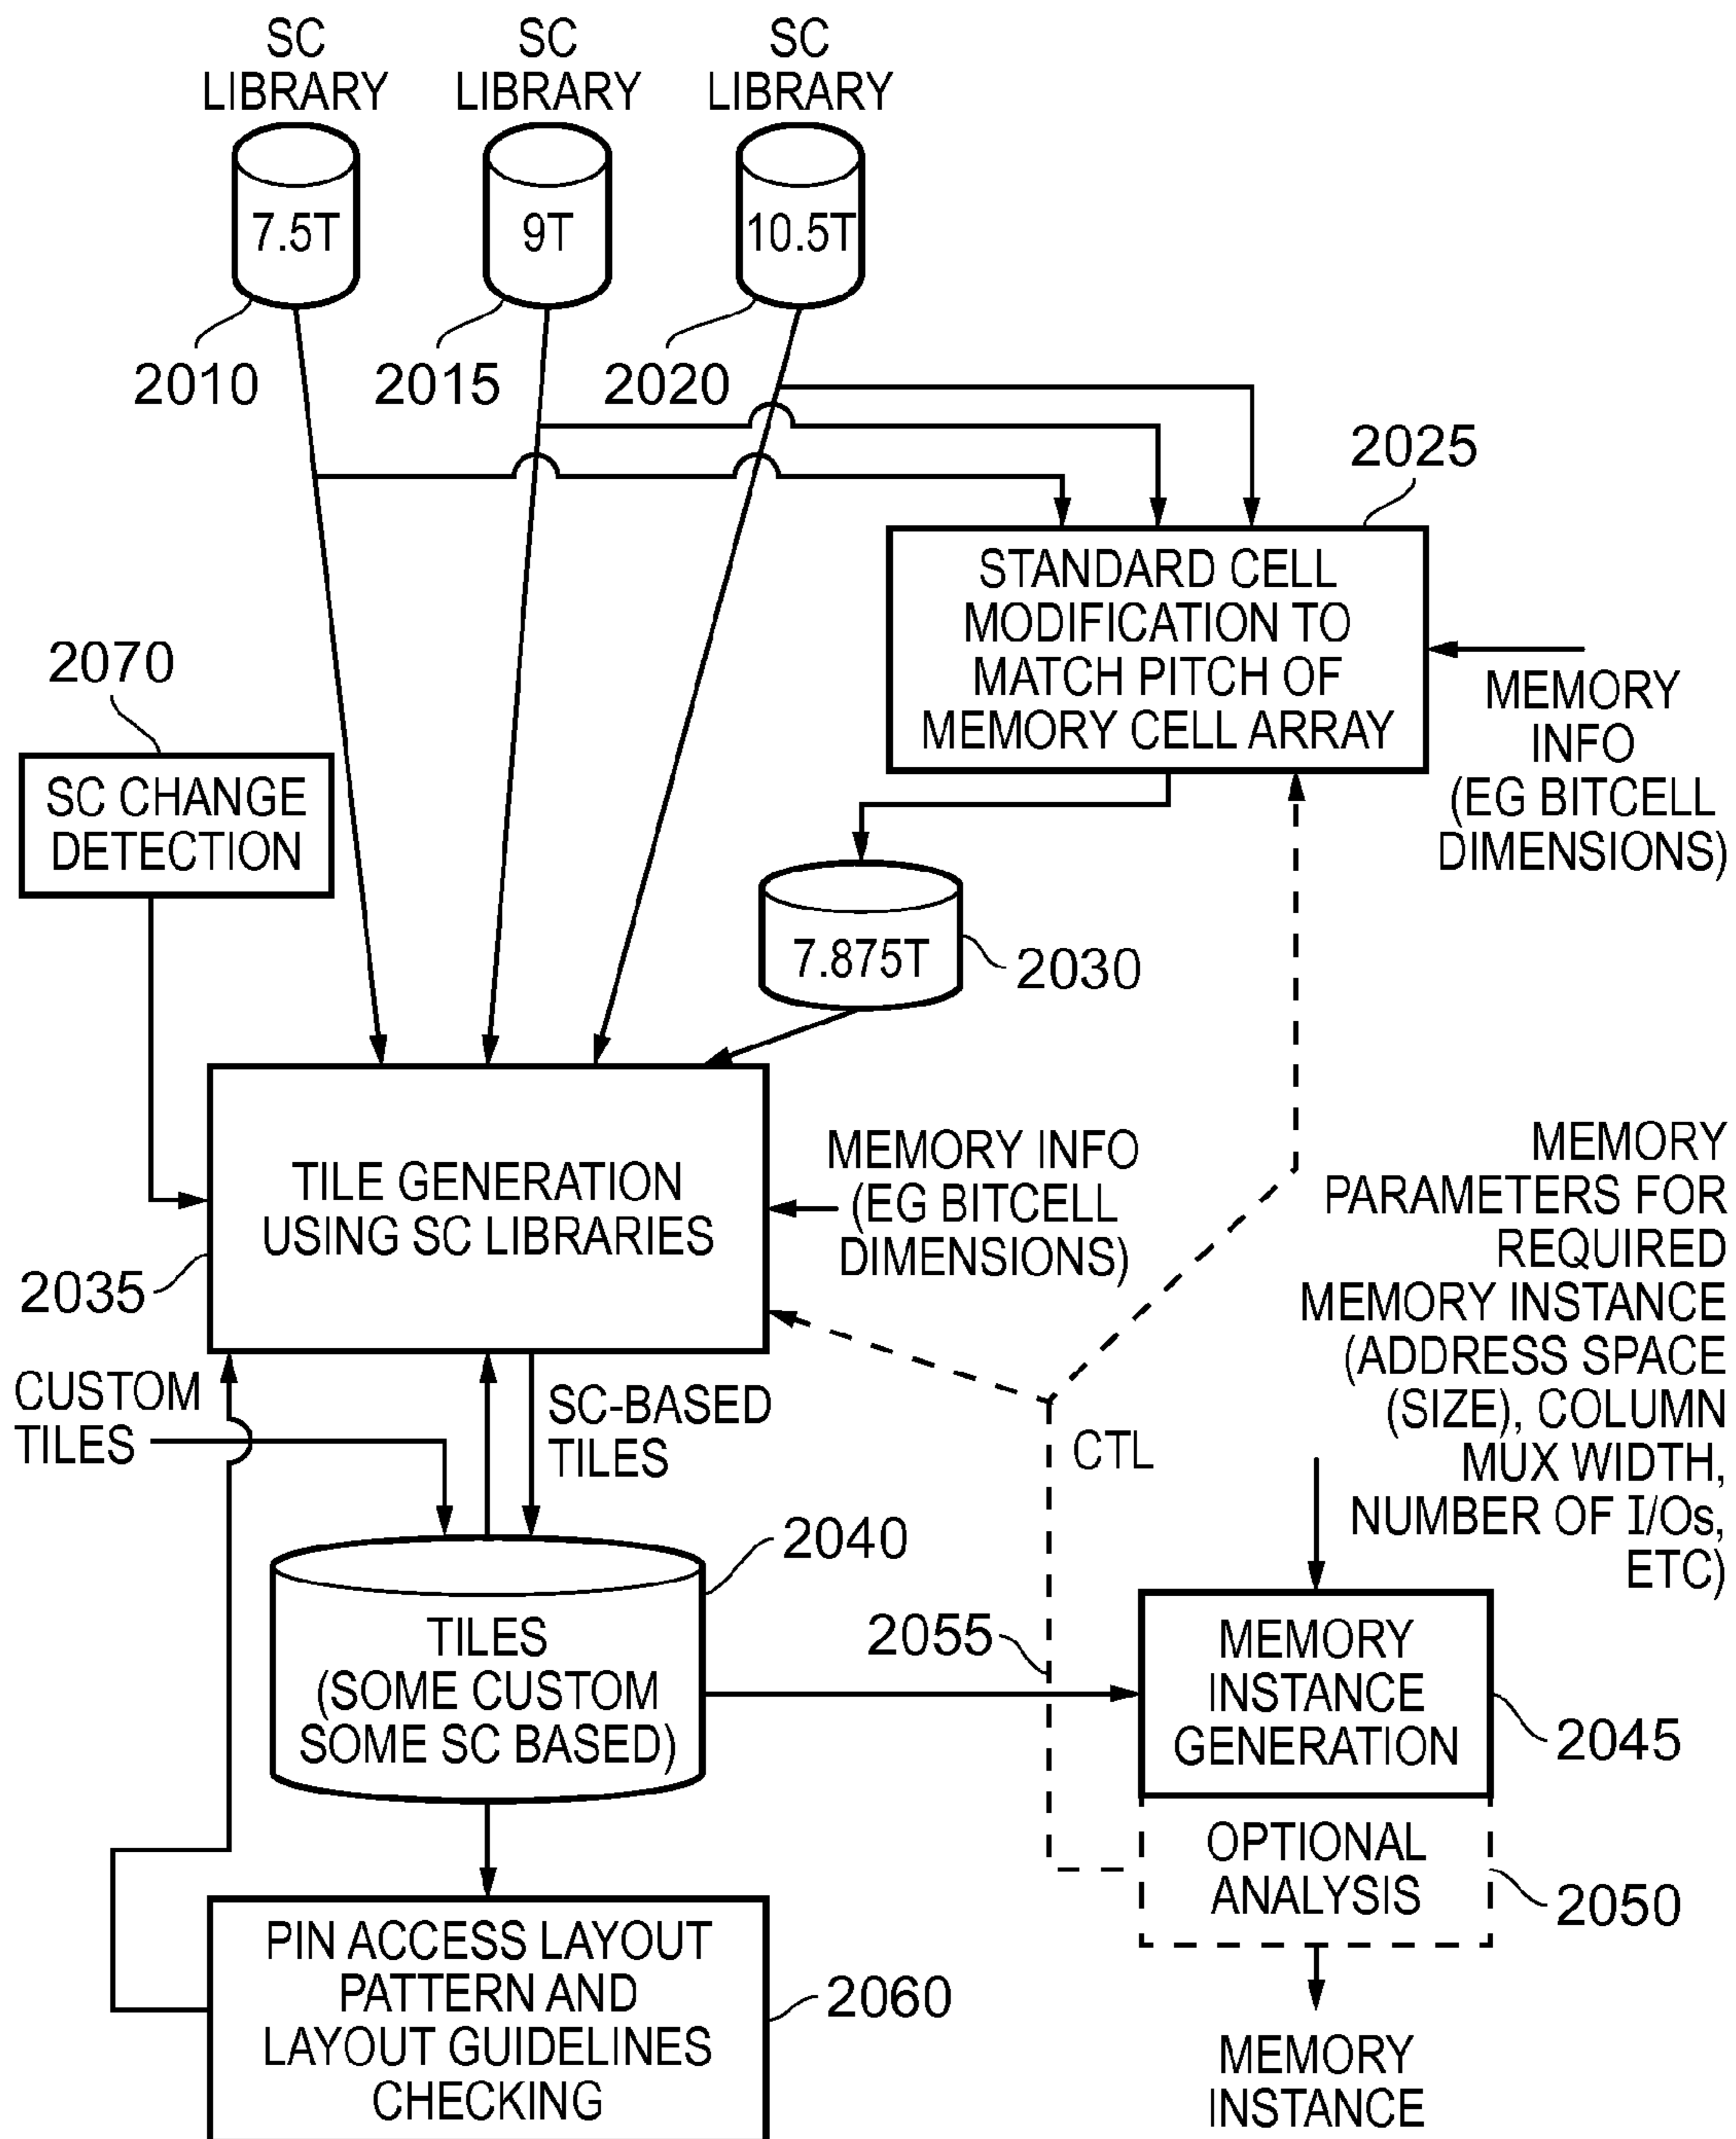 SC
LIBRARY
SC
LIBRARY
SC
LIBRARY
7.5T
9T
10.5T
2010
2015
2020
2025
STANDARD CELL
MODIFICATION TO
MATCH PITCH OF
MEMORY CELL ARRAY
MEMORY
INFO
(EG BITCELL
DIMENSIONS)
2070
SC CHANGE
DETECTION
7.875T
2030
TILE GENERATION
USING SC LIBRARIES
2035
MEMORY INFO
(EG BITCELL
DIMENSIONS)
MEMORY
PARAMETERS FOR
REQUIRED
MEMORY INSTANCE
(ADDRESS SPACE
(SIZE), COLUMN
MUX WIDTH,
NUMBER OF I/Os,
ETC)
CUSTOM
TILES
SC-BASED
TILES
CTL
2040
TILES
(SOME CUSTOM
SOME SC BASED)
2055
MEMORY
INSTANCE
GENERATION
2045
OPTIONAL
ANALYSIS
2050
PIN ACCESS LAYOUT
PATTERN AND
LAYOUT GUIDELINES
CHECKING
2060
MEMORY
INSTANCE